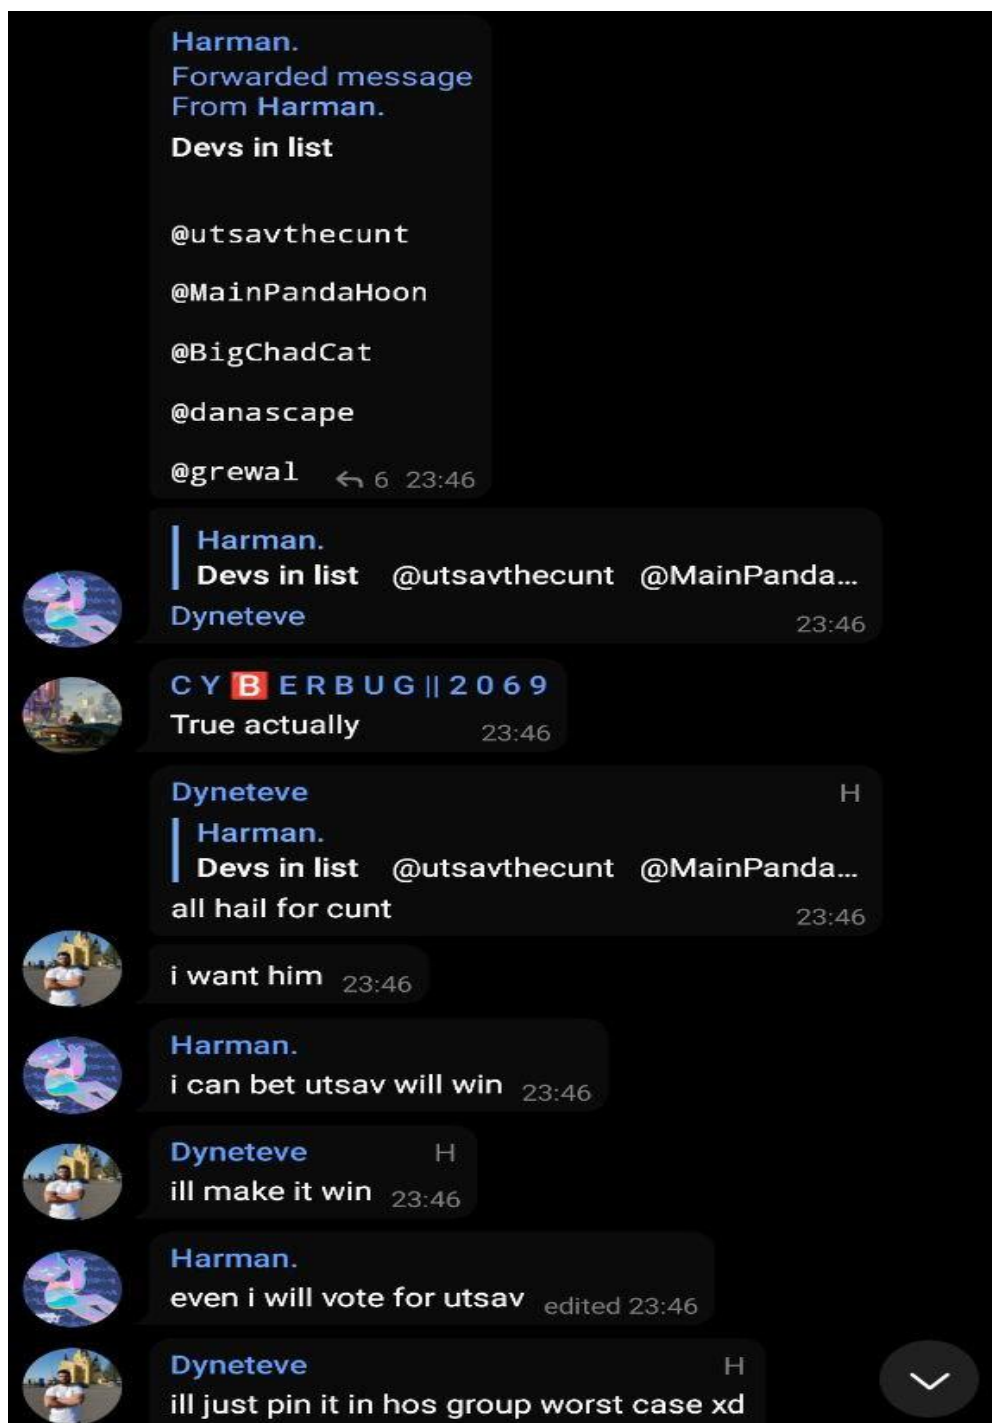 Harman.
Forwarded message
From Harman.
Devs in list
@utsavthecunt
@MainPandaHoon
@BigChadCat
@danascape
@grewal 6 23:46
Harman.
Devs in list @utsavthecunt @MainPanda...
Dyneteve 23:46
C Y 🅱 E R B U G || 2 0 6 9
True actually 23:46
Dyneteve H
Harman.
Devs in list @utsavthecunt @MainPanda...
all hail for cunt 23:46
i want him 23:46
Harman.
i can bet utsav will win 23:46
Dyneteve H
ill make it win 23:46
Harman.
even i will vote for utsav edited 23:46
Dyneteve H
ill just pin it in hos group worst case xd